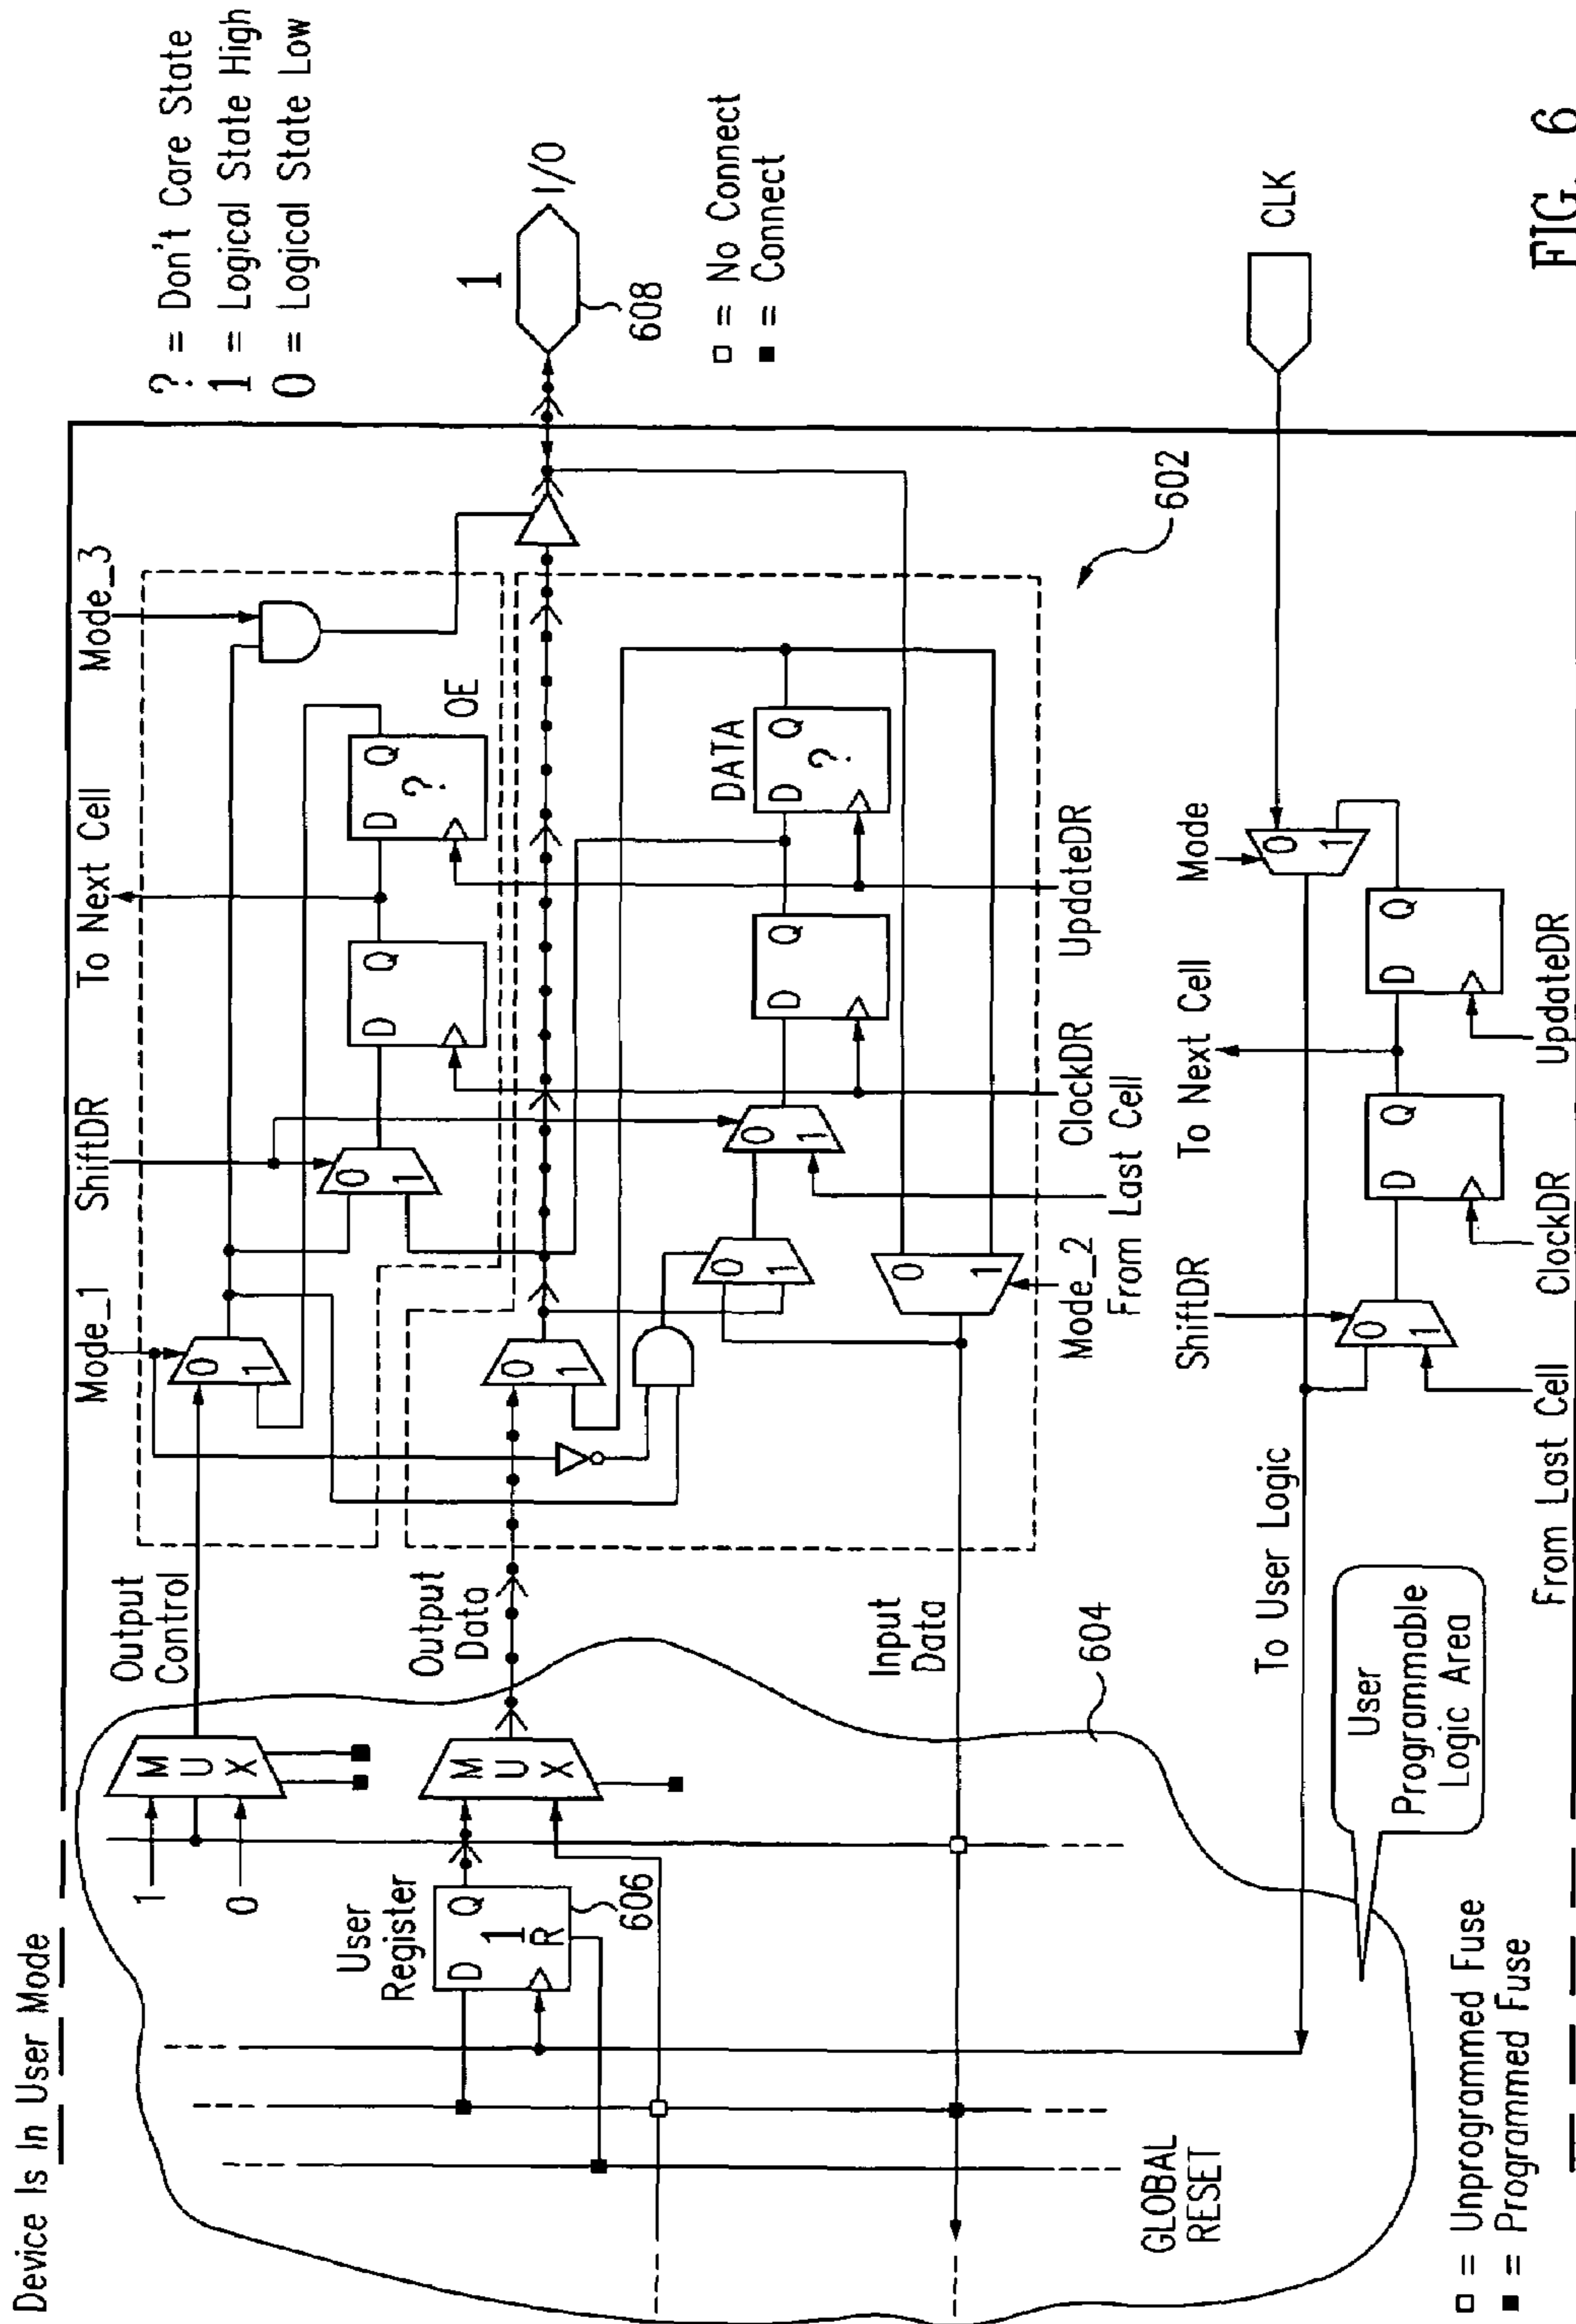 Device Is In User Mode
? = Don't Care State
1 = Logical State High
0 = Logical State Low
Mode_1
ShiftDR
To Next Cell
Mode_3
Output
Control
1
0
M
U
X
0
1
0
1
D Q
D Q
?
OE
1
I/O
608
□ = No Connect
■ = Connect
User
Register
D Q
1
R
606
M
U
X
Output
Data
0
1
0
1
0
1
D Q
DATA
D Q
?
Input
Data
0
1
Mode_2
From Last Cell
ClockDR
UpdateDR
602
604
GLOBAL
RESET
To User Logic
ShiftDR
To Next Cell
Mode
CLK
0
1
0
1
D Q
D Q
User
Programmable
Logic Area
From Last Cell
ClockDR
UpdateDR
□ = Unprogrammed Fuse
■ = Programmed Fuse
FIG. 6